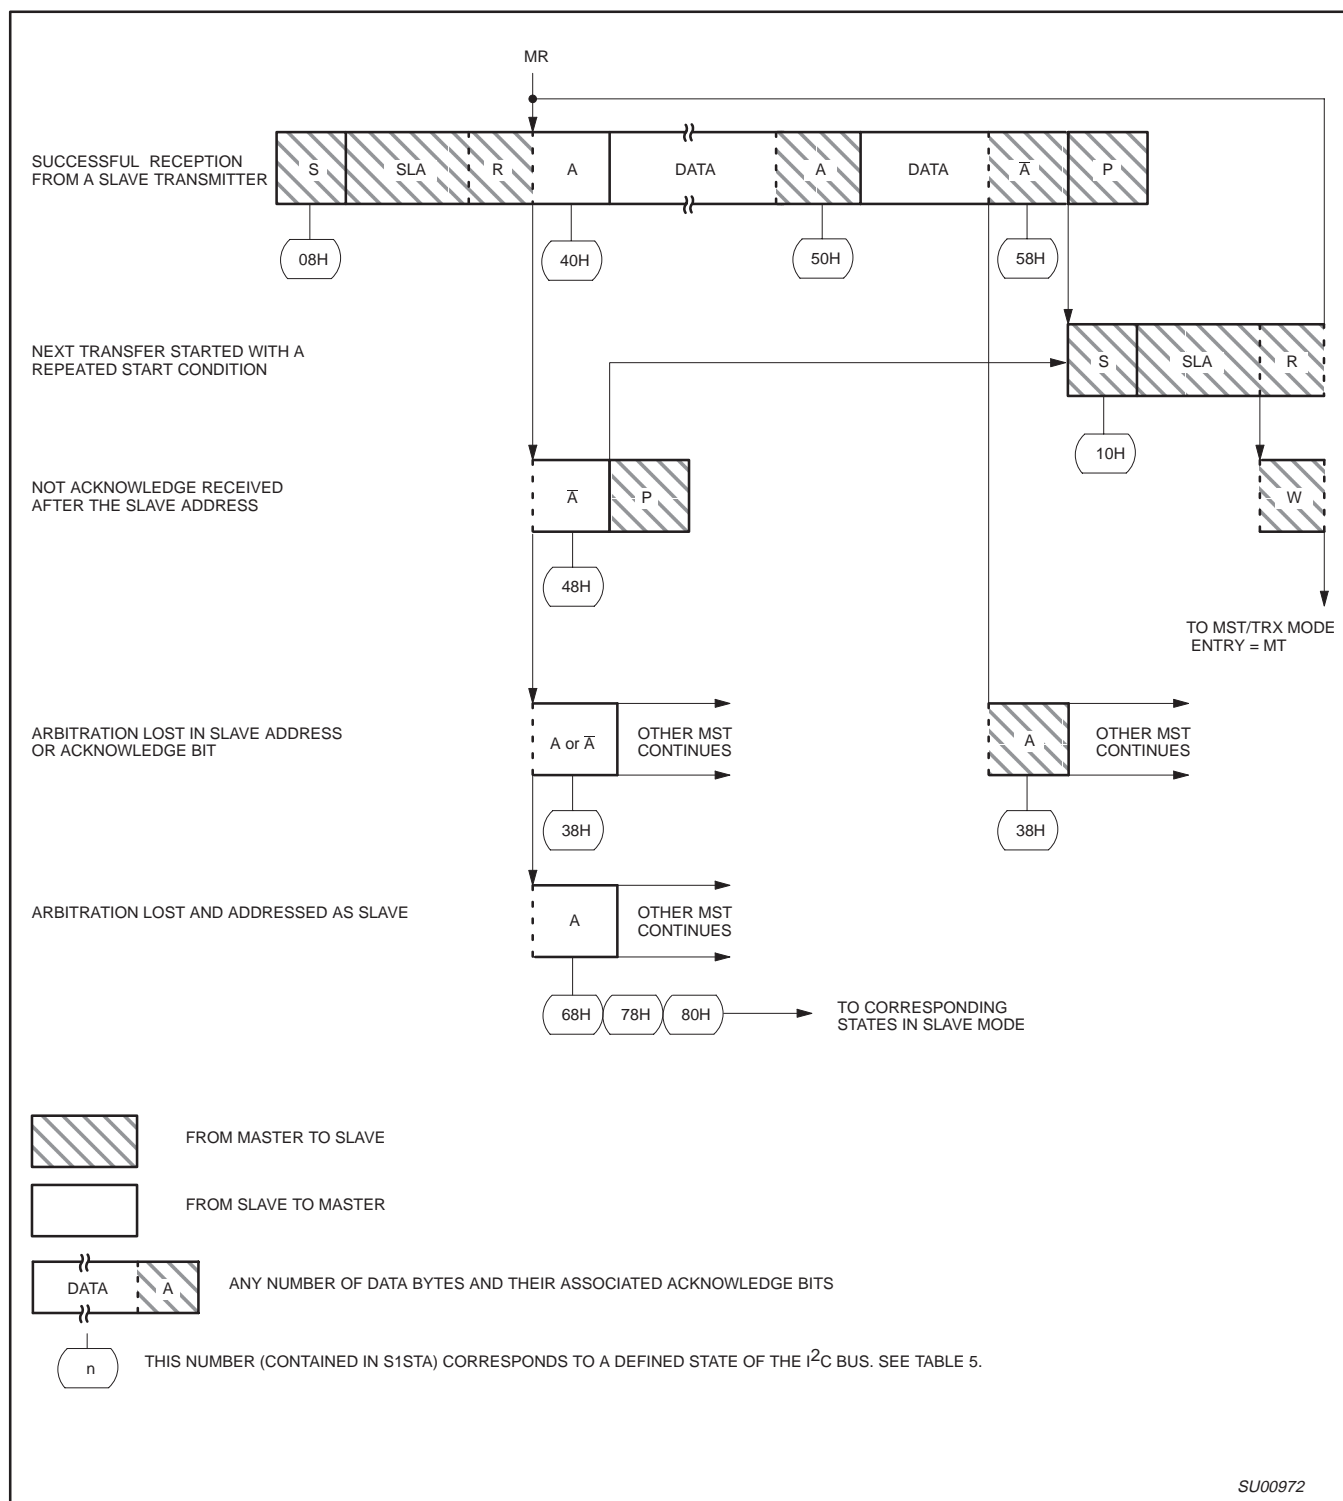 MR
SUCCESSFUL RECEPTION
FROM A SLAVE TRANSMITTER
S SLA R A DATA A DATA A̅ P
08H 40H 50H 58H
NEXT TRANSFER STARTED WITH A
REPEATED START CONDITION
S SLA R
10H
NOT ACKNOWLEDGE RECEIVED
AFTER THE SLAVE ADDRESS
A̅ P W
48H
TO MST/TRX MODE
ENTRY = MT
ARBITRATION LOST IN SLAVE ADDRESS
OR ACKNOWLEDGE BIT
A or A̅
OTHER MST
CONTINUES
A
OTHER MST
CONTINUES
38H 38H
ARBITRATION LOST AND ADDRESSED AS SLAVE
A
OTHER MST
CONTINUES
68H 78H 80H
TO CORRESPONDING
STATES IN SLAVE MODE
FROM MASTER TO SLAVE
FROM SLAVE TO MASTER
DATA A ANY NUMBER OF DATA BYTES AND THEIR ASSOCIATED ACKNOWLEDGE BITS
n THIS NUMBER (CONTAINED IN S1STA) CORRESPONDS TO A DEFINED STATE OF THE I²C BUS. SEE TABLE 5.
SU00972